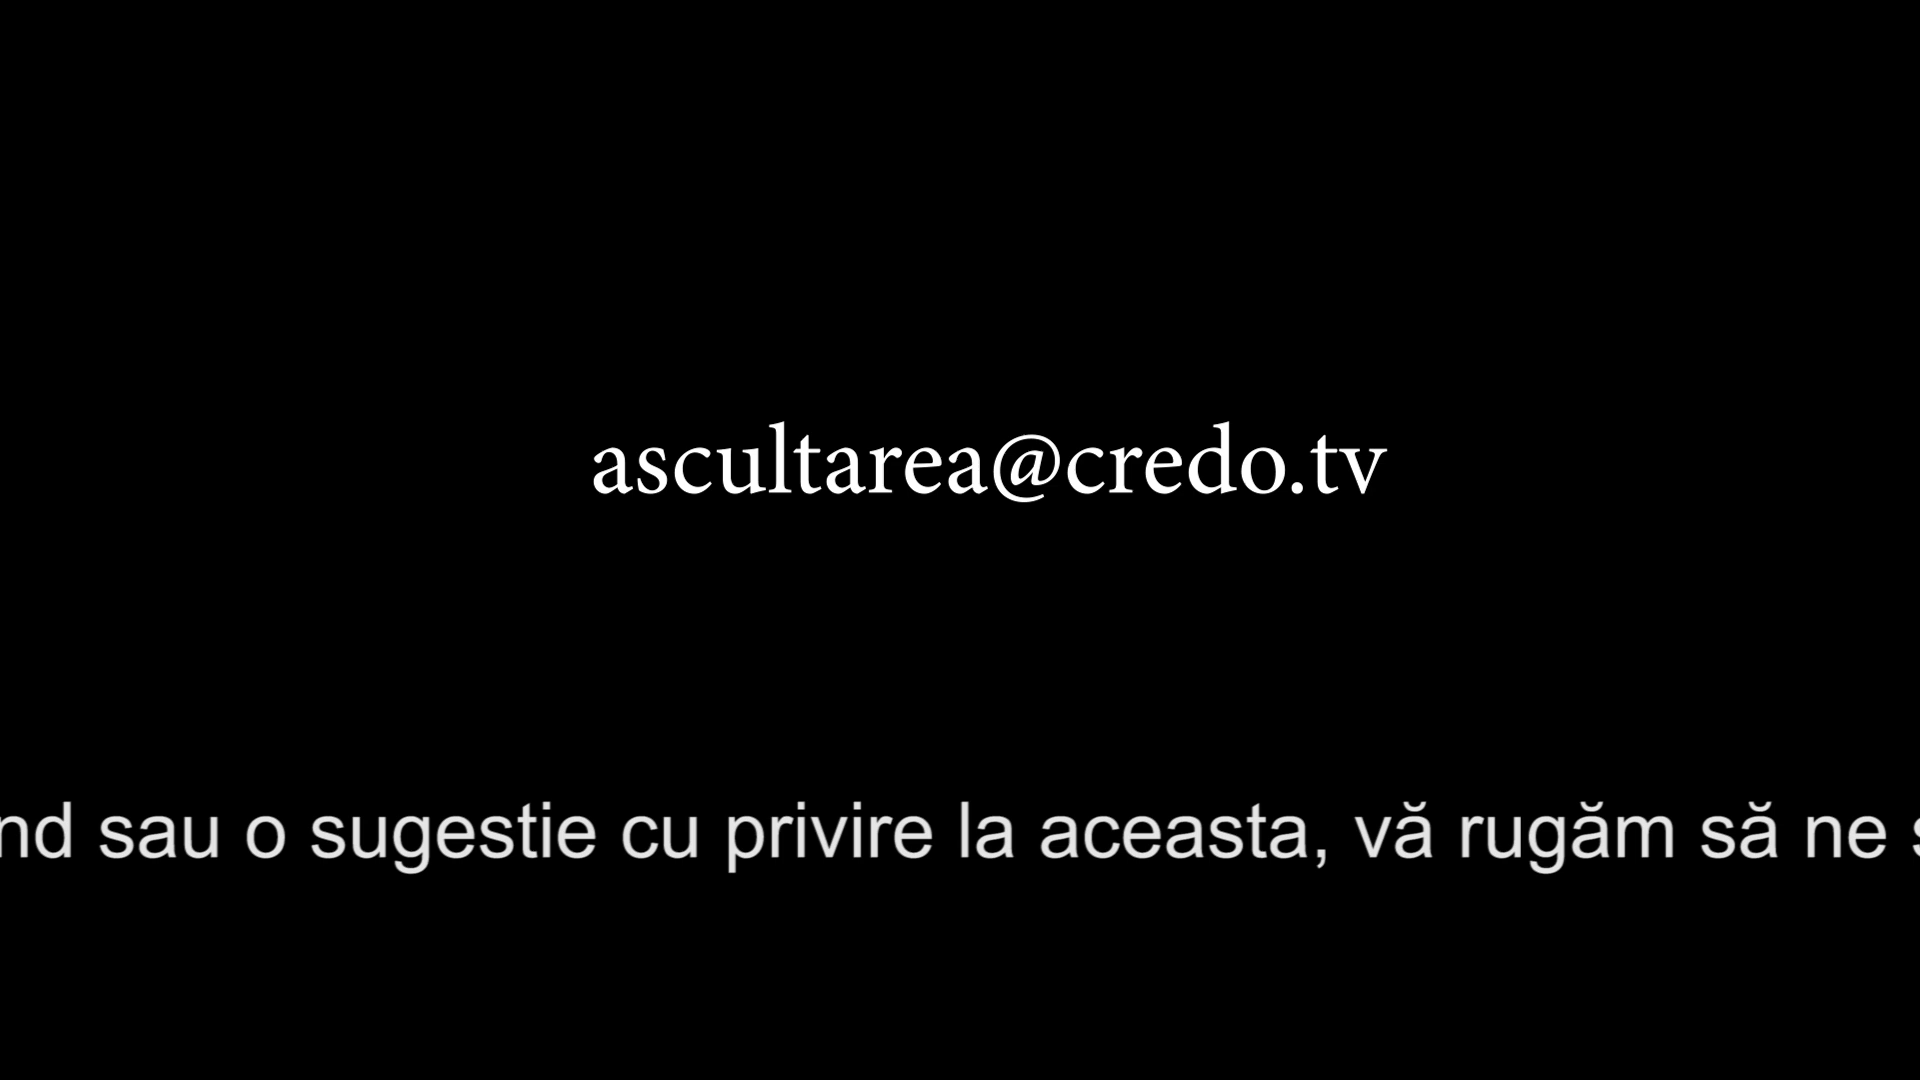 ascultarea@credo.tv
nd sau o sugestie cu privire la aceasta, vă rugăm să ne s